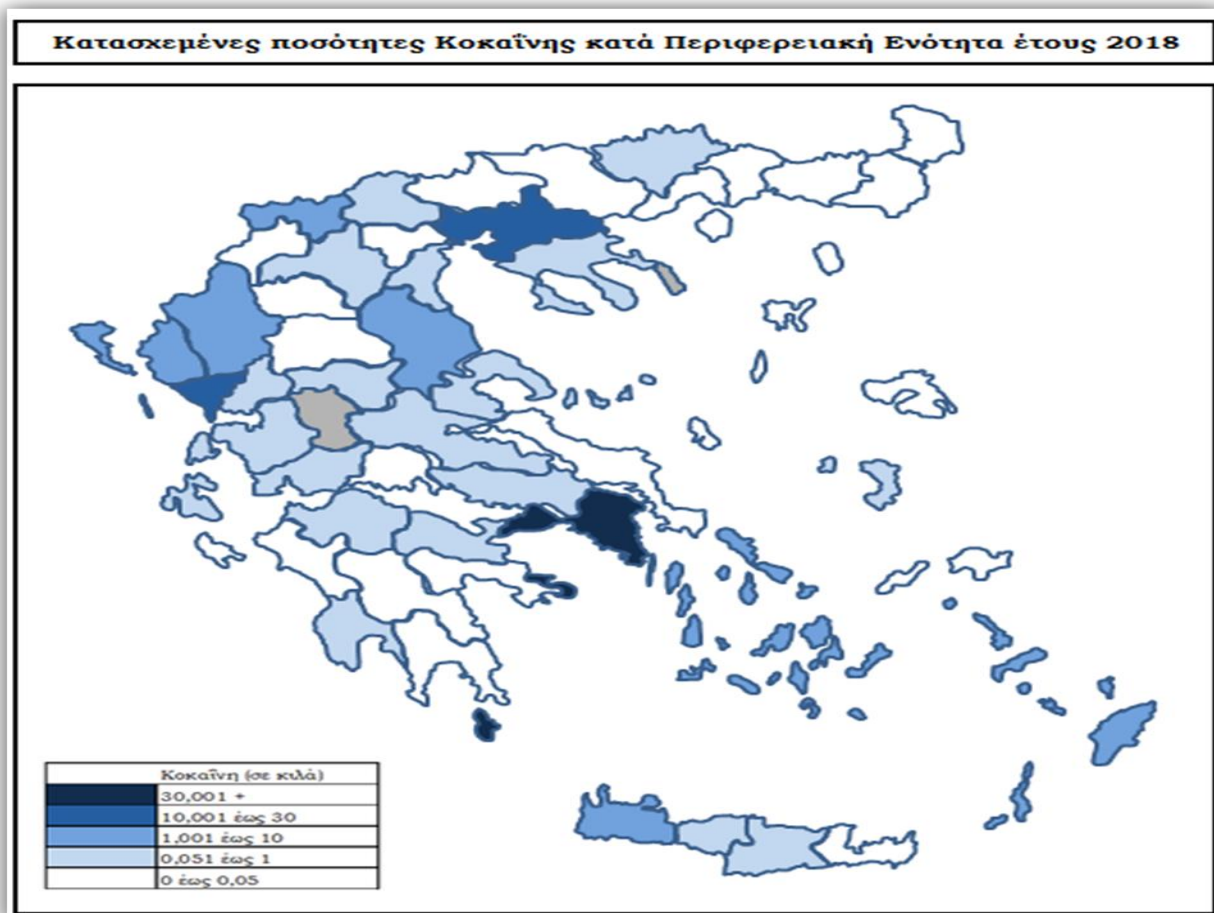 Κατασχεμένες ποσότητες Κοκαΐνης κατά Περιφερειακή Ενότητα έτους 2018
Κοκαΐνη (σε κιλά)
30,001 +
10,001 έως 30
1,001 έως 10
0,051 έως 1
0 έως 0,05